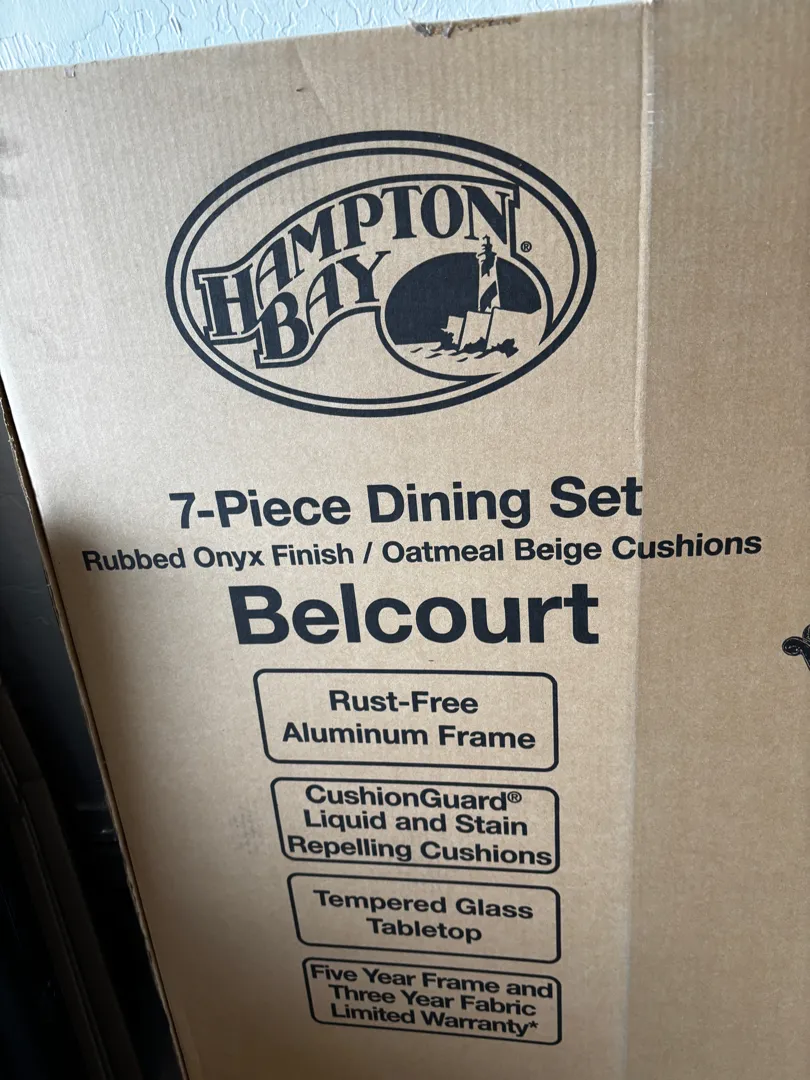 HAMPTON
BAY
®
7-Piece Dining Set
Rubbed Onyx Finish / Oatmeal Beige Cushions
Belcourt
Rust-Free
Aluminum Frame
CushionGuard®
Liquid and Stain
Repelling Cushions
Tempered Glass
Tabletop
Five Year Frame and
Three Year Fabric
Limited Warranty*